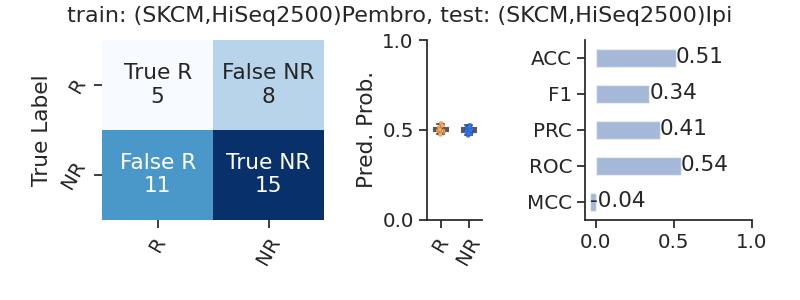 train: (SKCM,HiSeq2500)Pembro, test: (SKCM,HiSeq2500)Ipi
True Label
R
NR
True R
5
False NR
8
False R
11
True NR
15
R
NR
Pred. Prob.
1.0
0.5
0.0
R
NR
ACC
0.51
F1
0.34
PRC
0.41
ROC
0.54
MCC
-0.04
0.0
0.5
1.0